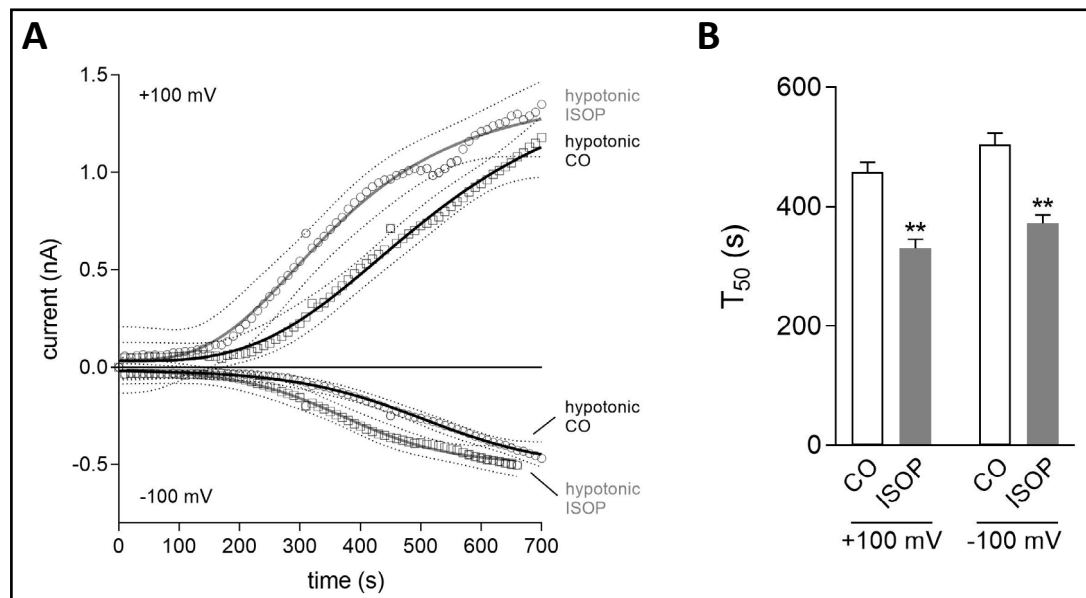 A
+100 mV
current (nA)
1.5
1.0
0.5
0.0
-0.5
hypotonic
ISOP
hypotonic
CO
hypotonic
CO
hypotonic
ISOP
-100 mV
0 100 200 300 400 500 600 700
time (s)
B
T50 (s)
600
400
200
0
**
**
CO
ISOP
CO
ISOP
+100 mV
-100 mV